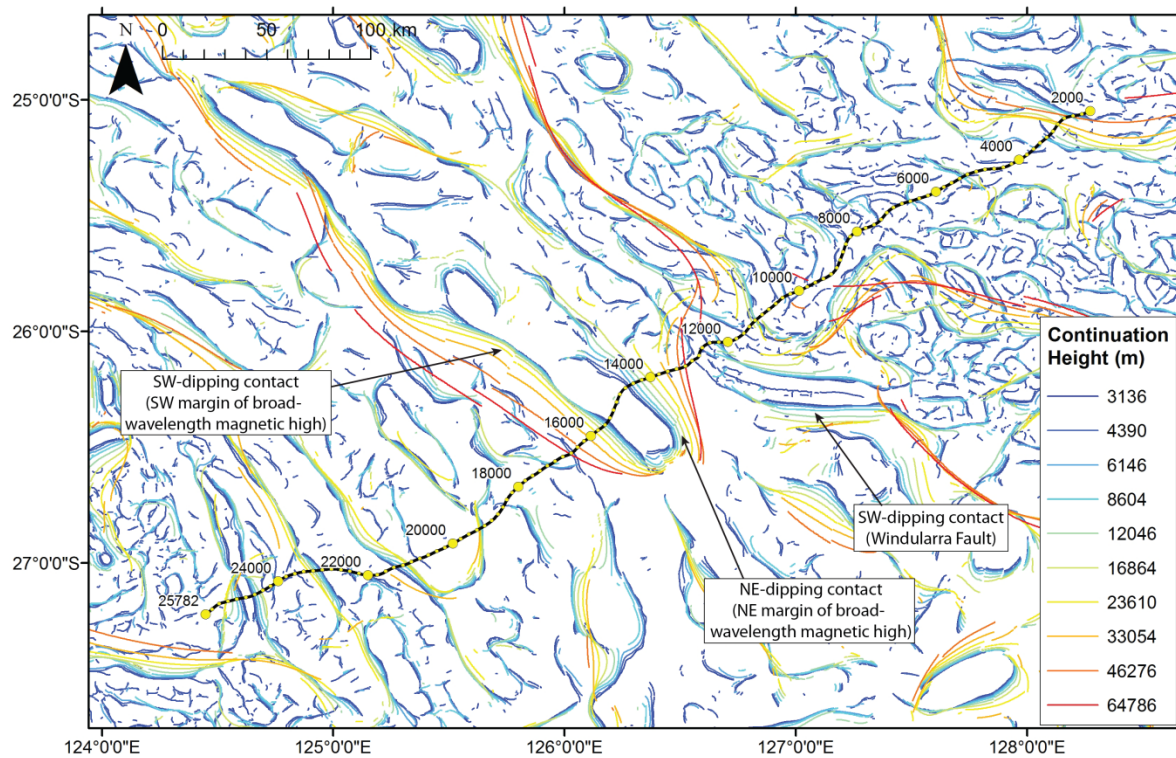 0 50 100 km
N
25°0'0"S
26°0'0"S
27°0'0"S
2000
4000
6000
8000
10000
12000
14000
16000
18000
20000
22000
24000
25782
SW-dipping contact
(SW margin of broad-
wavelength magnetic high)
SW-dipping contact
(Windularra Fault)
NE-dipping contact
(NE margin of broad-
wavelength magnetic high)
Continuation
Height (m)
3136
4390
6146
8604
12046
16864
23610
33054
46276
64786
124°0'0"E 125°0'0"E 126°0'0"E 127°0'0"E 128°0'0"E